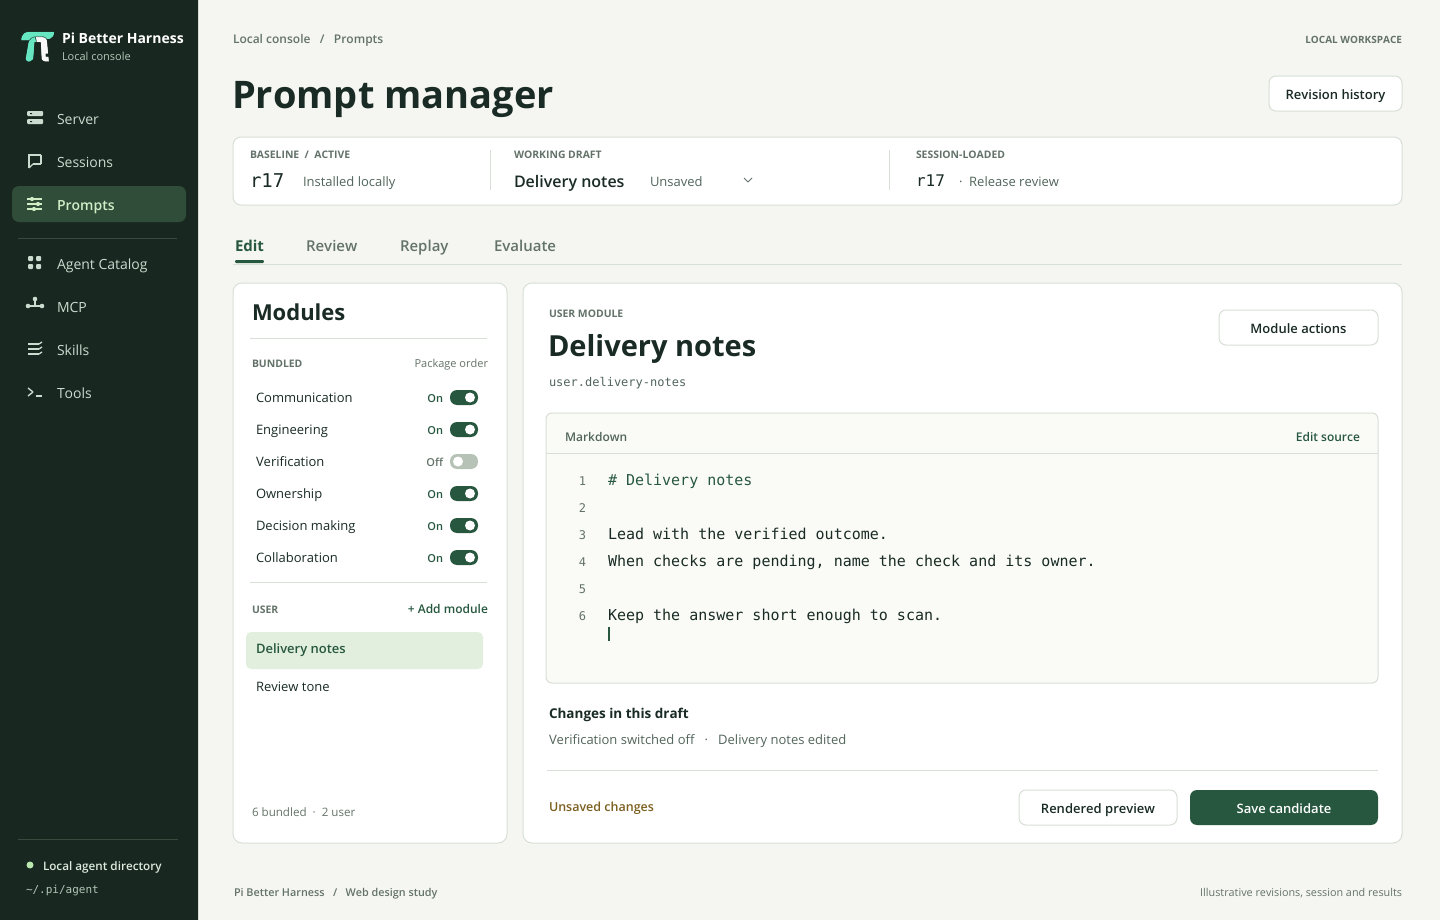 Pi Better Harness
Local console
Server
Sessions
Prompts
Agent Catalog
MCP
Skills
Tools
Local agent directory
~/.pi/agent
Local console / Prompts
LOCAL WORKSPACE
Prompt manager
Revision history
BASELINE / ACTIVE
r17 Installed locally
WORKING DRAFT
Delivery notes Unsaved
SESSION-LOADED
r17 · Release review
Edit Review Replay Evaluate
Modules
BUNDLED Package order
Communication On
Engineering On
Verification Off
Ownership On
Decision making On
Collaboration On
USER + Add module
Delivery notes
Review tone
6 bundled · 2 user
USER MODULE
Delivery notes
user.delivery-notes
Module actions
Markdown Edit source
1 # Delivery notes
2
3 Lead with the verified outcome.
4 When checks are pending, name the check and its owner.
5
6 Keep the answer short enough to scan.
Changes in this draft
Verification switched off · Delivery notes edited
Unsaved changes
Rendered preview
Save candidate
Pi Better Harness / Web design study
Illustrative revisions, session and results